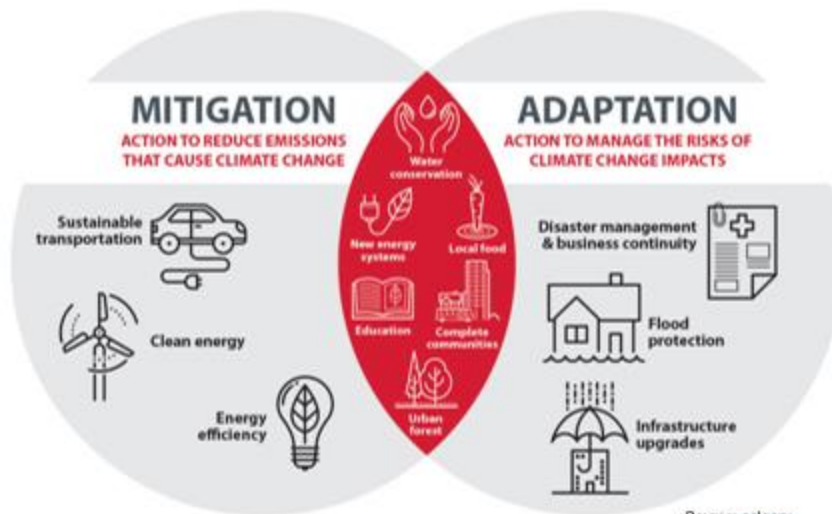 MITIGATION
ACTION TO REDUCE EMISSIONS
THAT CAUSE CLIMATE CHANGE
ADAPTATION
ACTION TO MANAGE THE RISKS OF
CLIMATE CHANGE IMPACTS
Water
conservation
Sustainable
transportation
New energy
systems
Local food
Disaster management
& business continuity
Clean energy
Education
Complete
communities
Flood
protection
Energy
efficiency
Urban
forest
Infrastructure
upgrades